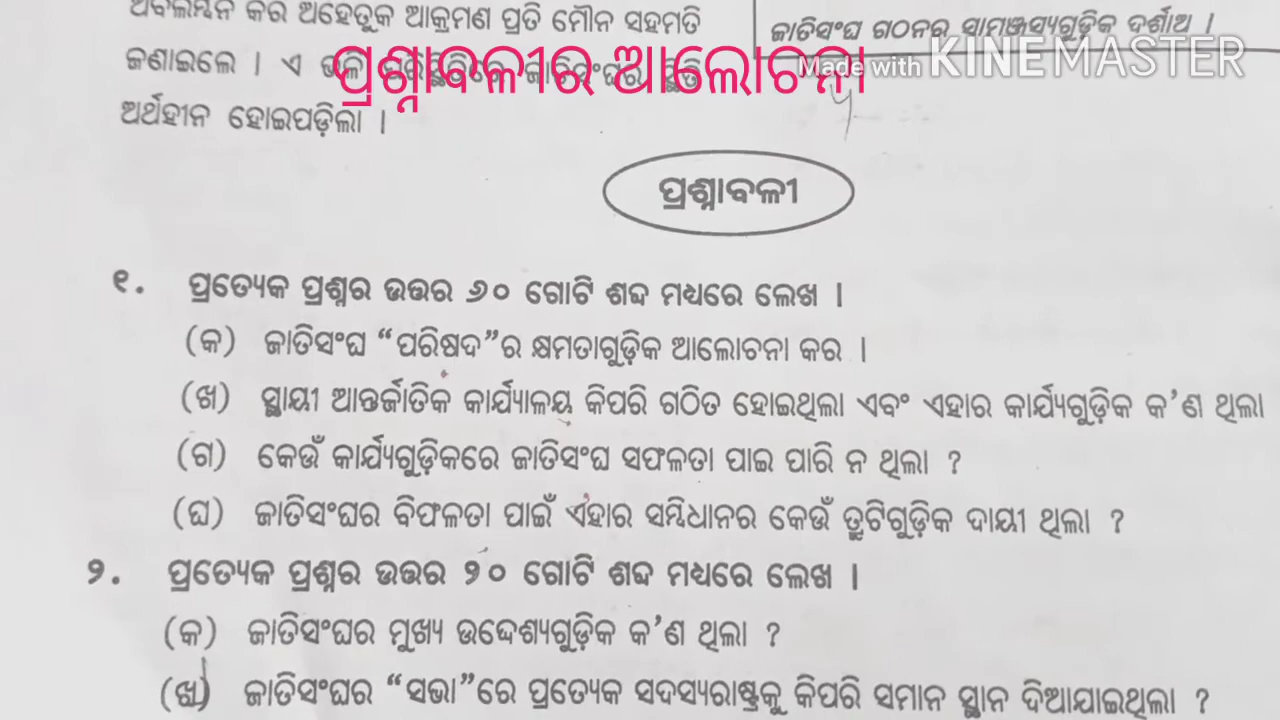 ଅବଲମ୍ବନ କରି ଅହେତୁକ ଆକ୍ରମଣ ପ୍ରତି ମୌନ ସହମତି
ଜାତିସଂଘ ଗଠନର ସାମଞ୍ଜସ୍ୟଗୁଡ଼ିକ ଦର୍ଶାଅ ।
Made with KINEMASTER
ଜଣାଇଲେ । ଏ
ପ୍ରଶ୍ନାବଳୀର ଆଲୋଚନା
ଅର୍ଥହୀନ ହୋଇପଡ଼ିଲା ।
ପ୍ରଶ୍ନାବଳୀ
୧. ପ୍ରତ୍ୟେକ ପ୍ରଶ୍ନର ଉତ୍ତର ୬୦ ଗୋଟି ଶବ୍ଦ ମଧ୍ୟରେ ଲେଖ ।
(କ) ଜାତିସଂଘ “ପରିଷଦ”ର କ୍ଷମତାଗୁଡ଼ିକ ଆଲୋଚନା କର ।
(ଖ) ସ୍ଥାୟୀ ଆନ୍ତର୍ଜାତିକ କାର୍ଯ୍ୟାଳୟ କିପରି ଗଠିତ ହୋଇଥିଲା ଏବଂ ଏହାର କାର୍ଯ୍ୟଗୁଡ଼ିକ କ’ଣ ଥିଲା
(ଗ) କେଉଁ କାର୍ଯ୍ୟଗୁଡ଼ିକରେ ଜାତିସଂଘ ସଫଳତା ପାଇ ପାରି ନ ଥିଲା ?
(ଘ) ଜାତିସଂଘର ବିଫଳତା ପାଇଁ ଏହାର ସମ୍ବିଧାନର କେଉଁ ତ୍ରୁଟିଗୁଡ଼ିକ ଦାୟୀ ଥିଲା ?
୨. ପ୍ରତ୍ୟେକ ପ୍ରଶ୍ନର ଉତ୍ତର ୨୦ ଗୋଟି ଶବ୍ଦ ମଧ୍ୟରେ ଲେଖ ।
(କ) ଜାତିସଂଘର ମୁଖ୍ୟ ଉଦ୍ଦେଶ୍ୟଗୁଡ଼ିକ କ’ଣ ଥିଲା ?
(ଖ) ଜାତିସଂଘର “ସଭା”ରେ ପ୍ରତ୍ୟେକ ସଦସ୍ୟରାଷ୍ଟ୍ରକୁ କିପରି ସମାନ ସ୍ଥାନ ଦିଆଯାଇଥିଲା ?